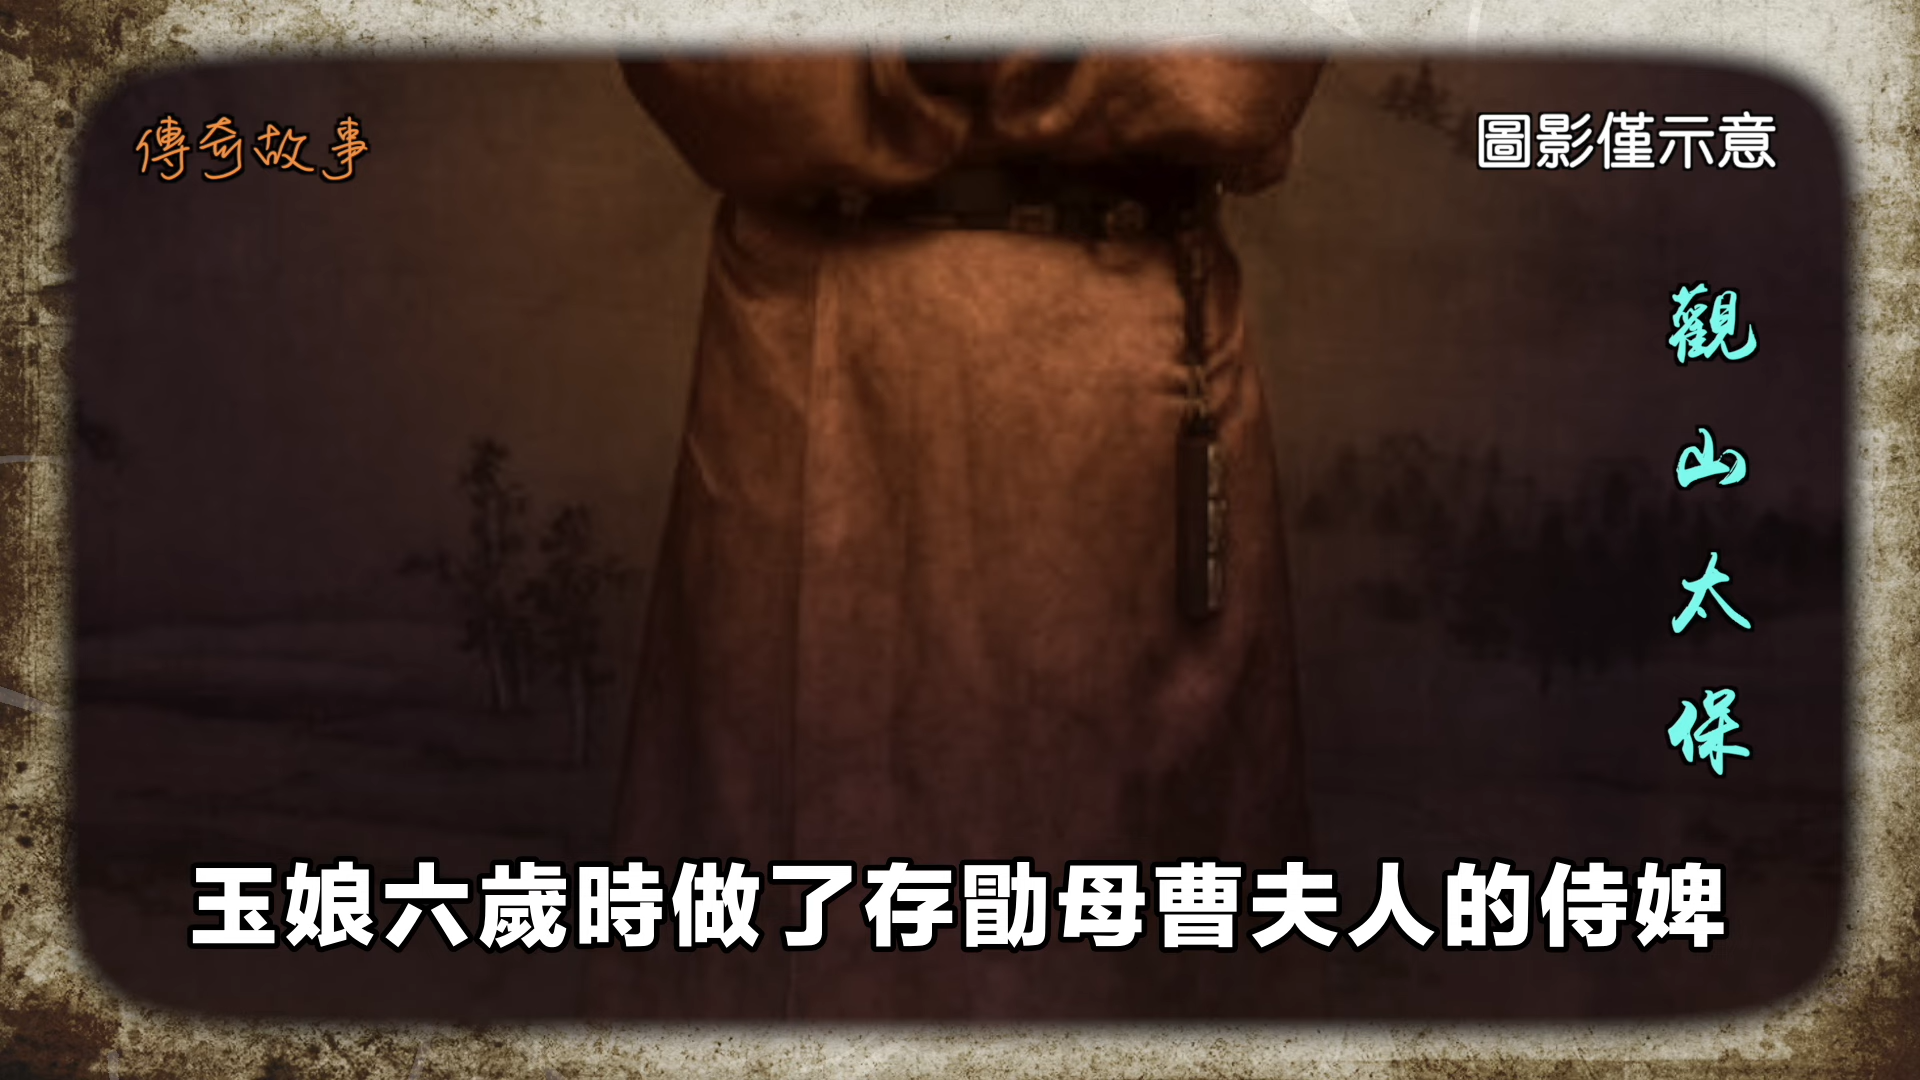 傳奇故事
圖影僅示意
觀山太保
玉娘六歲時做了存勖母曹夫人的侍婢